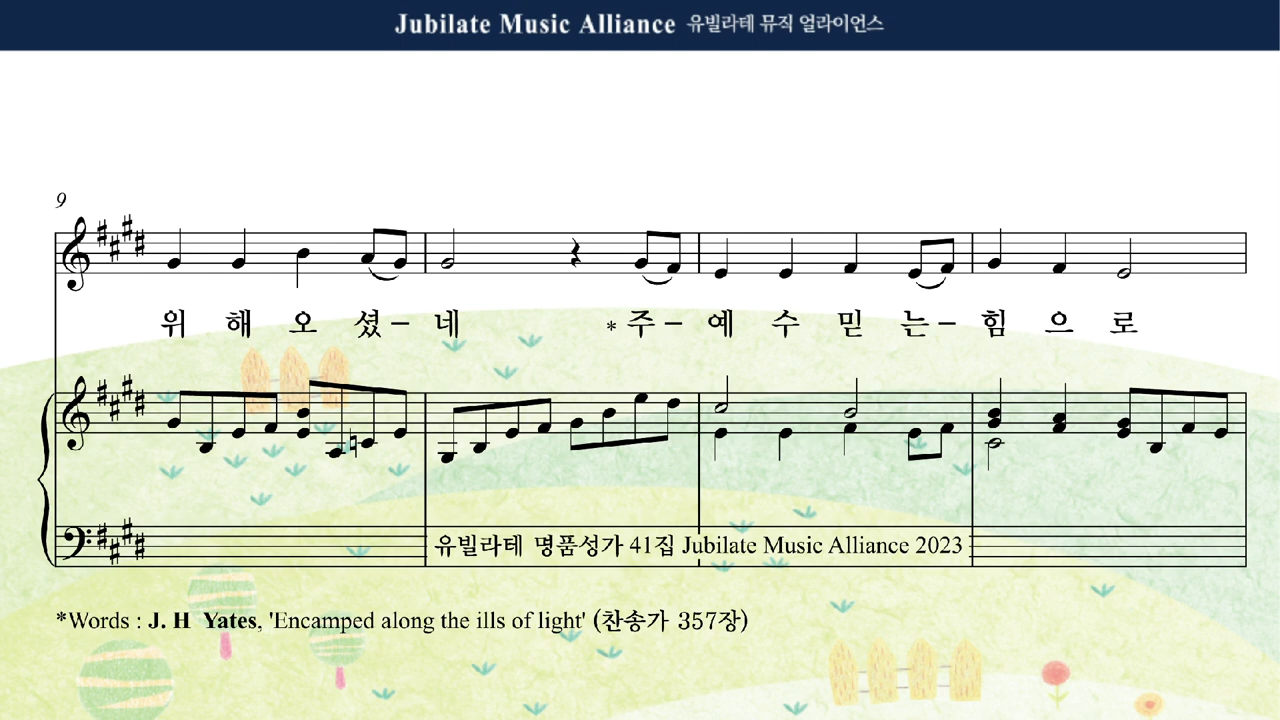 Jubilate Music Alliance 유빌라테 뮤직 얼라이언스
9
위 해 오 셨 – 네 * 주 – 예 수 믿 는 – 힘 으 로
유빌라테 명품성가 41집 Jubilate Music Alliance 2023
*Words : J. H Yates, 'Encamped along the ills of light' (찬송가 357장)